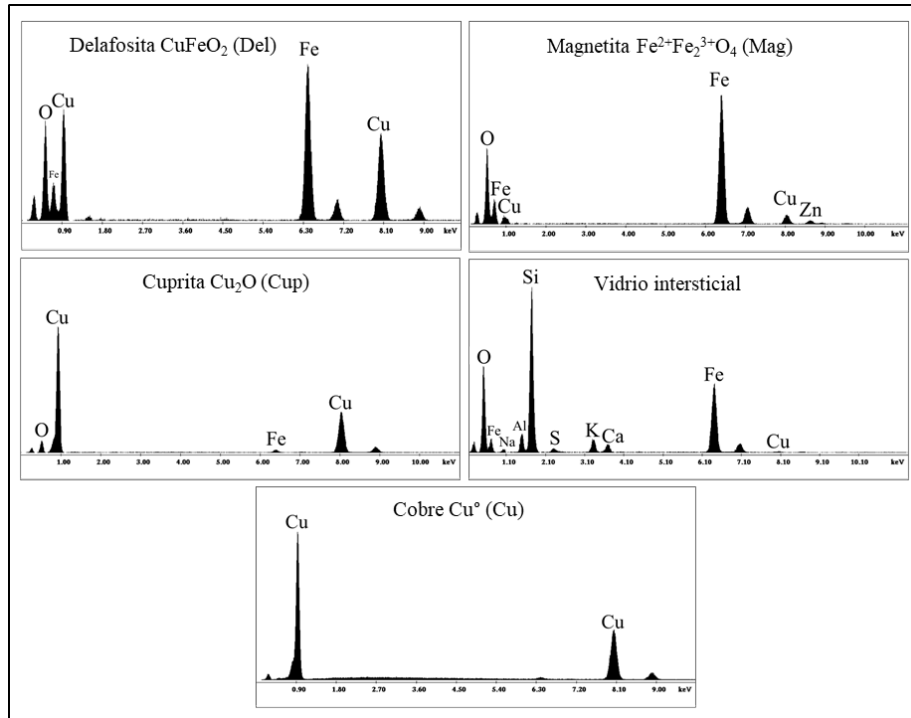 Delafosita CuFeO₂ (Del)
Fe
O
Cu
Fe
Cu
0.90 1.80 2.70 3.60 4.50 5.40 6.30 7.20 8.10 9.00 keV
Magnetita Fe²⁺Fe₂³⁺O₄ (Mag)
Fe
O
Fe
Cu
Cu
Zn
1.00 2.00 3.00 4.00 5.00 6.00 7.00 8.00 9.00 10.00 keV
Cuprita Cu₂O (Cup)
Cu
O
Fe
Cu
1.00 2.00 3.00 4.00 5.00 6.00 7.00 8.00 9.00 10.00 keV
Vidrio intersticial
Si
O
Fe
Na
Al
S
K
Ca
Fe
Cu
1.10 2.10 3.10 4.10 5.10 6.10 7.10 8.10 9.10 10.10 keV
Cobre Cu° (Cu)
Cu
Cu
0.90 1.80 2.70 3.60 4.50 5.40 6.30 7.20 8.10 9.00 keV